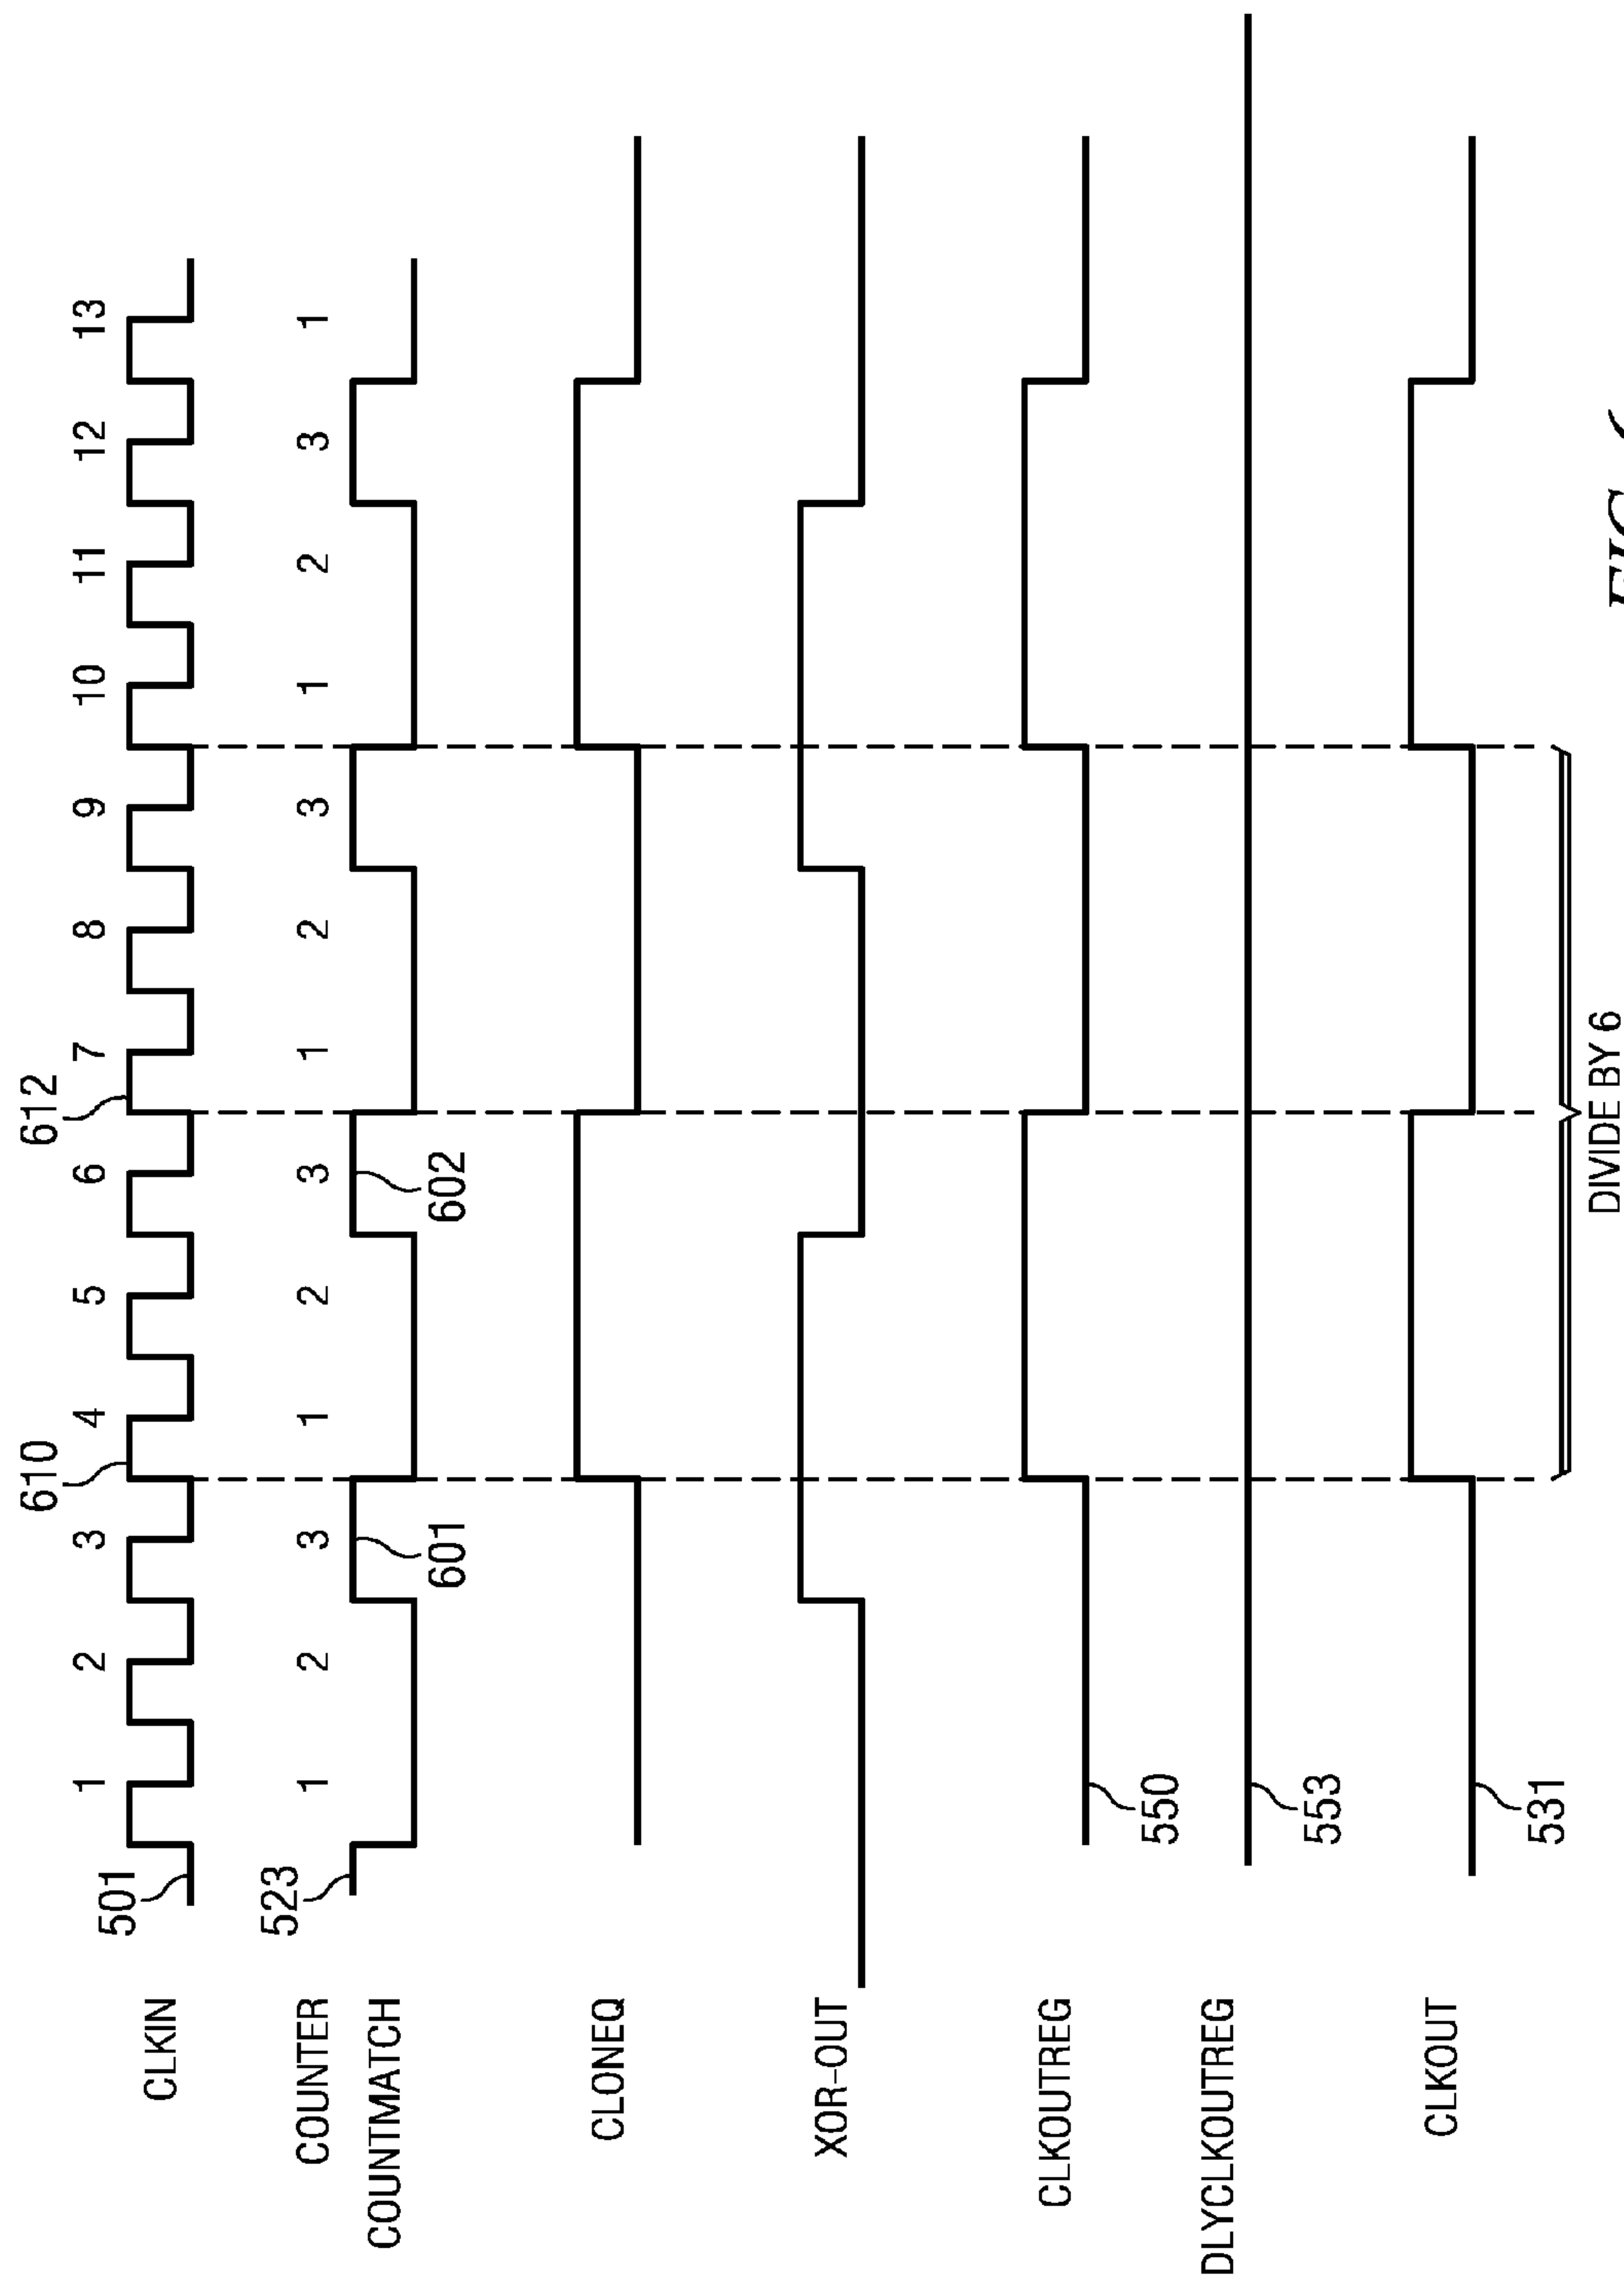 610 612
1 2 3 4 5 6 7 8 9 10 11 12 13
501
CLKIN
523
COUNTER 1 2 3 1 2 3 1 2 3 1 2 3 1
COUNTMATCH
601 602
CLONEQ
XOR-OUT
CLKOUTREG
550
DLYCLKOUTREG
553
CLKOUT
531
DIVIDE BY 6